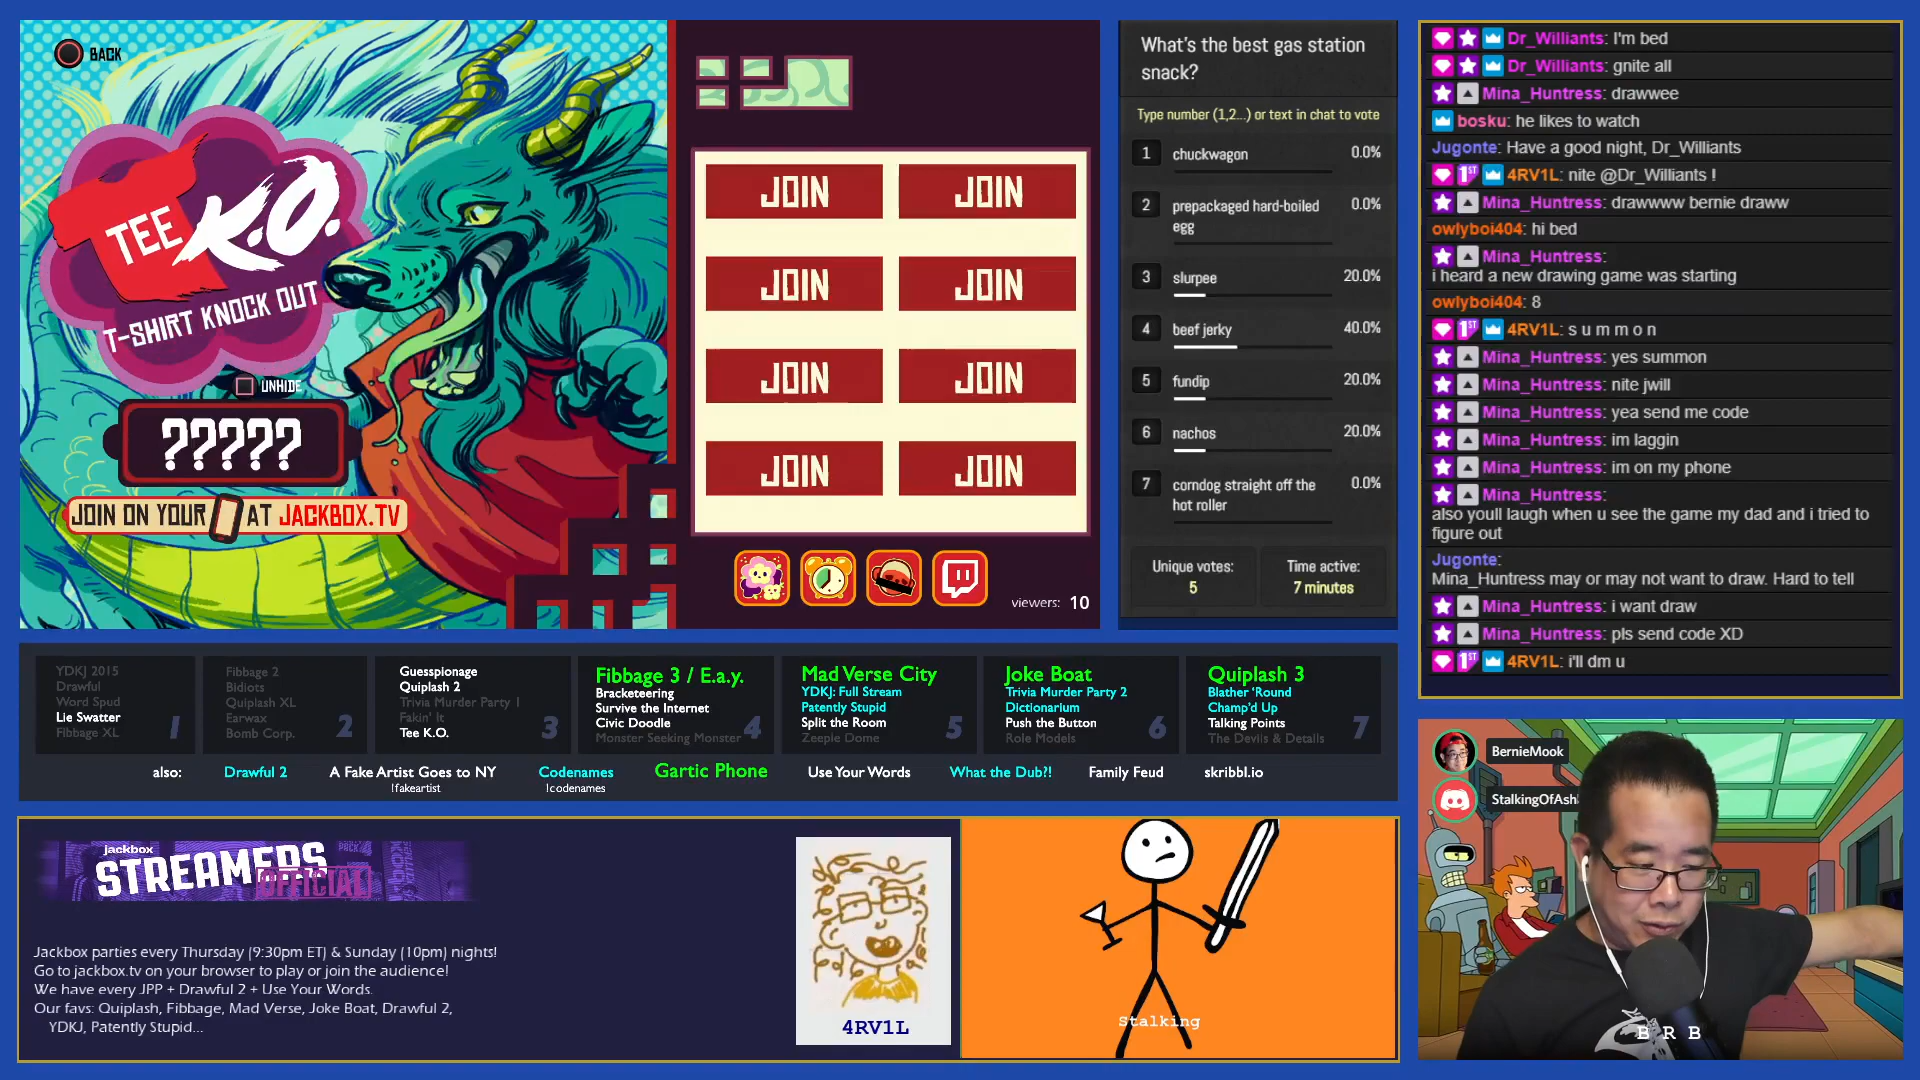 BACK
TEE K.O.
T-SHIRT KNOCK OUT
UNHIDE
?????
JOIN ON YOUR AT JACKBOX.TV
JOIN JOIN
JOIN JOIN
JOIN JOIN
JOIN JOIN
viewers: 10
What's the best gas station
snack?
Type number (1,2...) or text in chat to vote
1 chuckwagon 0.0%
2 prepackaged hard-boiled 0.0%
egg
3 slurpee 20.0%
4 beef jerky 40.0%
5 fundip 20.0%
6 nachos 20.0%
7 corndog straight off the 0.0%
hot roller
Unique votes: Time active:
5 7 minutes
Dr_Williants: I'm bed
Dr_Williants: gnite all
Mina_Huntress: drawwee
bosku: he likes to watch
Jugonte: Have a good night, Dr_Williants
1ST 4RV1L: nite @Dr_Williants !
Mina_Huntress: drawwww bernie draww
owlyboi404: hi bed
Mina_Huntress:
i heard a new drawing game was starting
owlyboi404: 8
1ST 4RV1L: s u m m o n
Mina_Huntress: yes summon
Mina_Huntress: nite jwill
Mina_Huntress: yea send me code
Mina_Huntress: im laggin
Mina_Huntress: im on my phone
Mina_Huntress:
also youll laugh when u see the game my dad and i tried to
figure out
Jugonte:
Mina_Huntress may or may not want to draw. Hard to tell
Mina_Huntress: i want draw
Mina_Huntress: pls send code XD
1ST 4RV1L: i'll dm u
YDKJ 2015
Drawful
Word Spud
Lie Swatter
Fibbage XL
1
Fibbage 2
Bidiots
Quiplash XL
Earwax
Bomb Corp.
2
Guesspionage
Quiplash 2
Trivia Murder Party 1
Fakin' It
Tee K.O.
3
Fibbage 3 / E.a.y.
Bracketeering
Survive the Internet
Civic Doodle
Monster Seeking Monster
4
Mad Verse City
YDKJ: Full Stream
Patently Stupid
Split the Room
Zeeple Dome
5
Joke Boat
Trivia Murder Party 2
Dictionarium
Push the Button
Role Models
6
Quiplash 3
Blather 'Round
Champ'd Up
Talking Points
The Devils & Details
7
also: Drawful 2 A Fake Artist Goes to NY Codenames Gartic Phone Use Your Words What the Dub?! Family Feud skribbl.io
!fakeartist !codenames
jackbox
STREAMERS
OFFICIAL
Jackbox parties every Thursday (9:30pm ET) & Sunday (10pm) nights!
Go to jackbox.tv on your browser to play or join the audience!
We have every JPP + Drawful 2 + Use Your Words.
Our favs: Quiplash, Fibbage, Mad Verse, Joke Boat, Drawful 2,
YDKJ, Patently Stupid...
4RV1L
Stalking
BernieMook
StalkingOfAsh
B R B